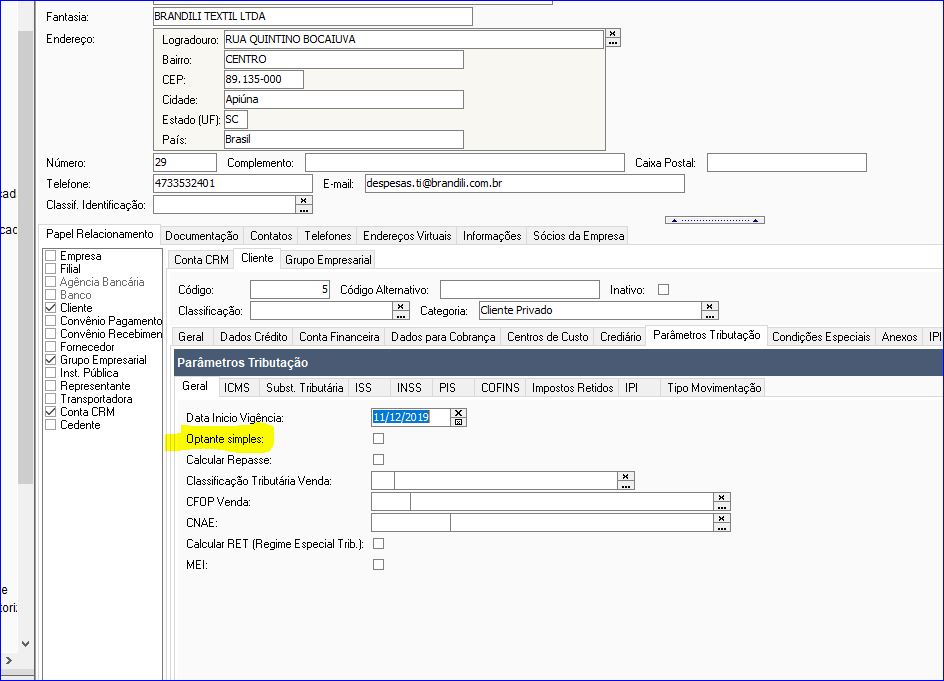 Fantasia: BRANDILI TEXTIL LTDA
Endereço: Logradouro: RUA QUINTINO BOCAIUVA
Bairro: CENTRO
CEP: 89.135-000
Cidade: Apiúna
Estado (UF): SC
País: Brasil
Número: 29 Complemento: Caixa Postal:
Telefone: 4733532401 E-mail: despesas.ti@brandili.com.br
Classif. Identificação:
Papel Relacionamento Documentação Contatos Telefones Endereços Virtuais Informações Sócios da Empresa
Empresa
Filial
Agência Bancária
Banco
Cliente
Convênio Pagamento
Convênio Recebimen
Fornecedor
Grupo Empresarial
Inst. Pública
Representante
Transportadora
Conta CRM
Cedente
Conta CRM Cliente Grupo Empresarial
Código: 5 Código Alternativo: Inativo:
Classificação: Categoria: Cliente Privado
Geral Dados Crédito Conta Financeira Dados para Cobrança Centros de Custo Crediário Parâmetros Tributação Condições Especiais Anexos IPI
Parâmetros Tributação
Geral ICMS Subst. Tributária ISS INSS PIS COFINS Impostos Retidos IPI Tipo Movimentação
Data Inicio Vigência: 11/12/2019
Optante simples:
Calcular Repasse:
Classificação Tributária Venda:
CFOP Venda:
CNAE:
Calcular RET (Regime Especial Trib.):
MEI: